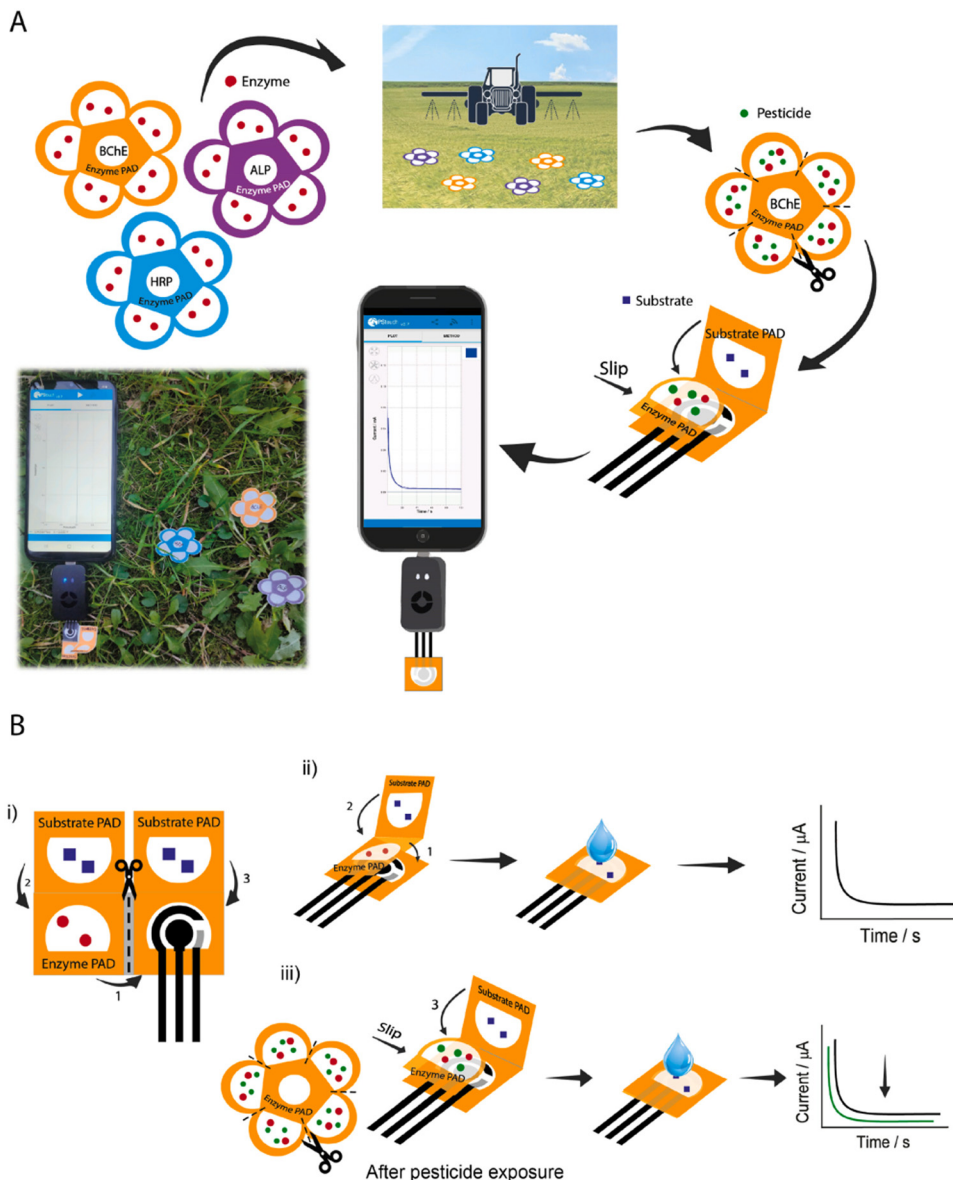 A
Enzyme
BChE
Enzyme PAD
ALP
Enzyme PAD
HRP
Enzyme PAD
Pesticide
BChE
Enzyme PAD
Substrate
Substrate PAD
Slip
Enzyme PAD
PLOT
Time / s
B
i)
Substrate PAD
Substrate PAD
2
3
Enzyme PAD
1
ii)
Substrate PAD
2
1
Enzyme PAD
Current / µA
Time / s
iii)
Enzyme PAD
Slip
3
Substrate PAD
Enzyme PAD
Current / µA
Time / s
After pesticide exposure